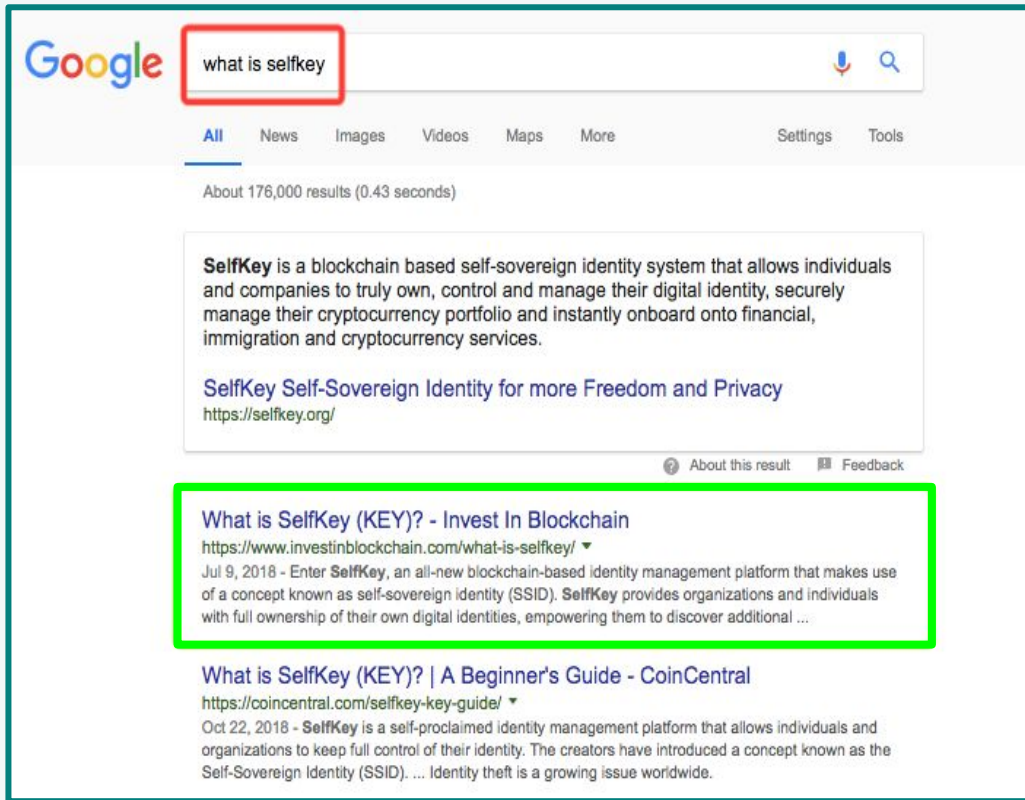 Google what is selfkey
All News Images Videos Maps More Settings Tools
About 176,000 results (0.43 seconds)
SelfKey is a blockchain based self-sovereign identity system that allows individuals
and companies to truly own, control and manage their digital identity, securely
manage their cryptocurrency portfolio and instantly onboard onto financial,
immigration and cryptocurrency services.
SelfKey Self-Sovereign Identity for more Freedom and Privacy
https://selfkey.org/
About this result Feedback
What is SelfKey (KEY)? - Invest In Blockchain
https://www.investinblockchain.com/what-is-selfkey/
Jul 9, 2018 - Enter SelfKey, an all-new blockchain-based identity management platform that makes use
of a concept known as self-sovereign identity (SSID). SelfKey provides organizations and individuals
with full ownership of their own digital identities, empowering them to discover additional ...
What is SelfKey (KEY)? | A Beginner's Guide - CoinCentral
https://coincentral.com/selfkey-key-guide/
Oct 22, 2018 - SelfKey is a self-proclaimed identity management platform that allows individuals and
organizations to keep full control of their identity. The creators have introduced a concept known as the
Self-Sovereign Identity (SSID). ... Identity theft is a growing issue worldwide.